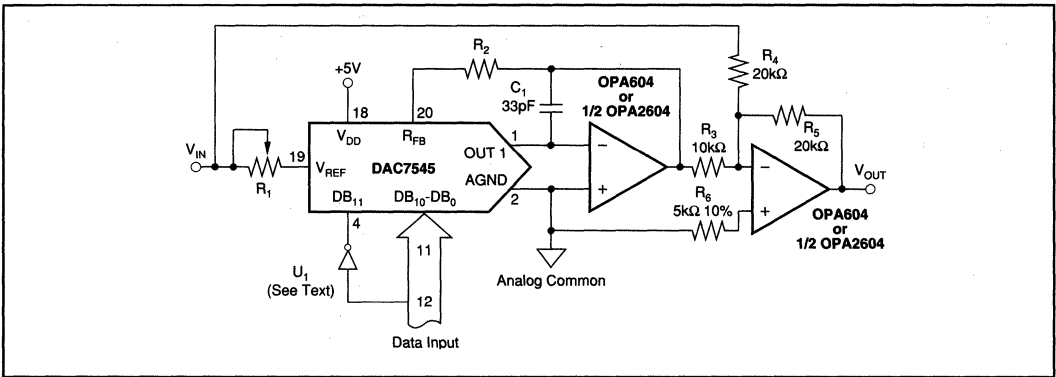 R2
R4
20kΩ
+5V
C1
33pF
OPA604
or
1/2 OPA2604
18
20
VDD
RFB
1
R3
10kΩ
R5
20kΩ
VIN
19
VREF
DAC7545
OUT 1
AGND
2
R1
DB11
DB10-DB0
−
+
R6
5kΩ 10%
−
+
VOUT
4
11
OPA604
or
1/2 OPA2604
U1
(See Text)
12
Analog Common
Data Input